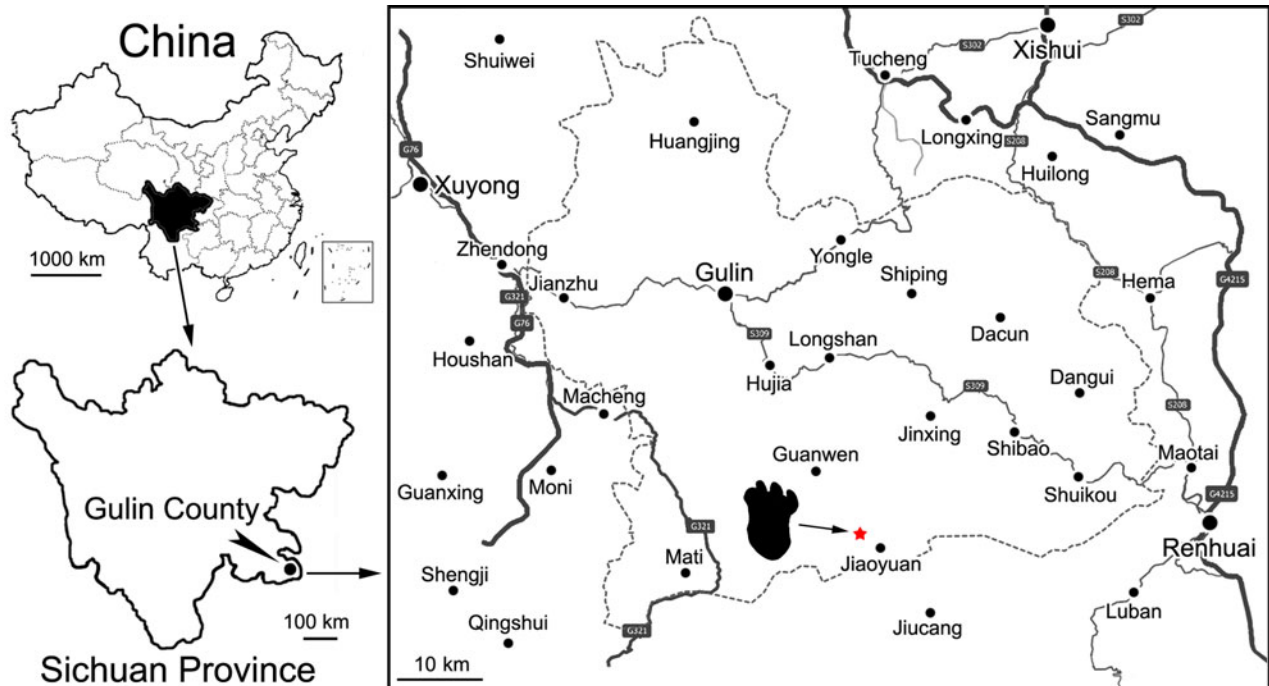 China
1000 km
Gulin County
100 km
Sichuan Province
Shuiwei
Tucheng
S302
Xishui
S302
Huangjing
Longxing
Sangmu
G76
S208
Huilong
Xuyong
Zhendong
Yongle
Jianzhu
Gulin
Shiping
S208
Hema
G4215
G321
G76
S309
Dacun
Houshan
Longshan
Hujia
S309
Dangui
Macheng
S208
Jinxing
Shibao
Maotai
Guanxing
Moni
Guanwen
Shuikou
G4215
G321
Renhuai
Mati
Jiaoyuan
Shengji
Luban
Qingshui
G321
Jiucang
10 km